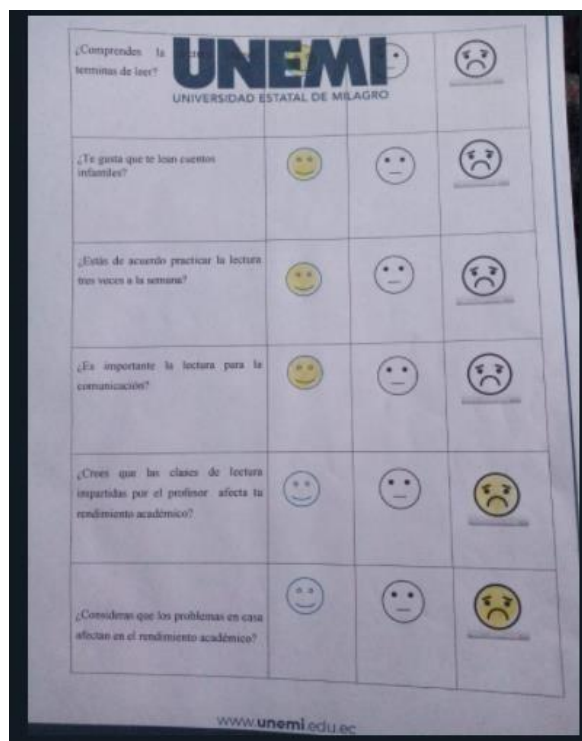 ¿Comprendes la
terminas de leer?
UNEMI
UNIVERSIDAD ESTATAL DE MILAGRO
¿Te gusta que te lean cuentos
infantiles?
¿Estás de acuerdo practicar la lectura
tres veces a la semana?
¿Es importante la lectura para la
comunicación?
¿Crees que las clases de lectura
impartidas por el profesor afecta tu
rendimiento académico?
¿Consideras que los problemas en casa
afectan en el rendimiento académico?
www.unemi.edu.ec